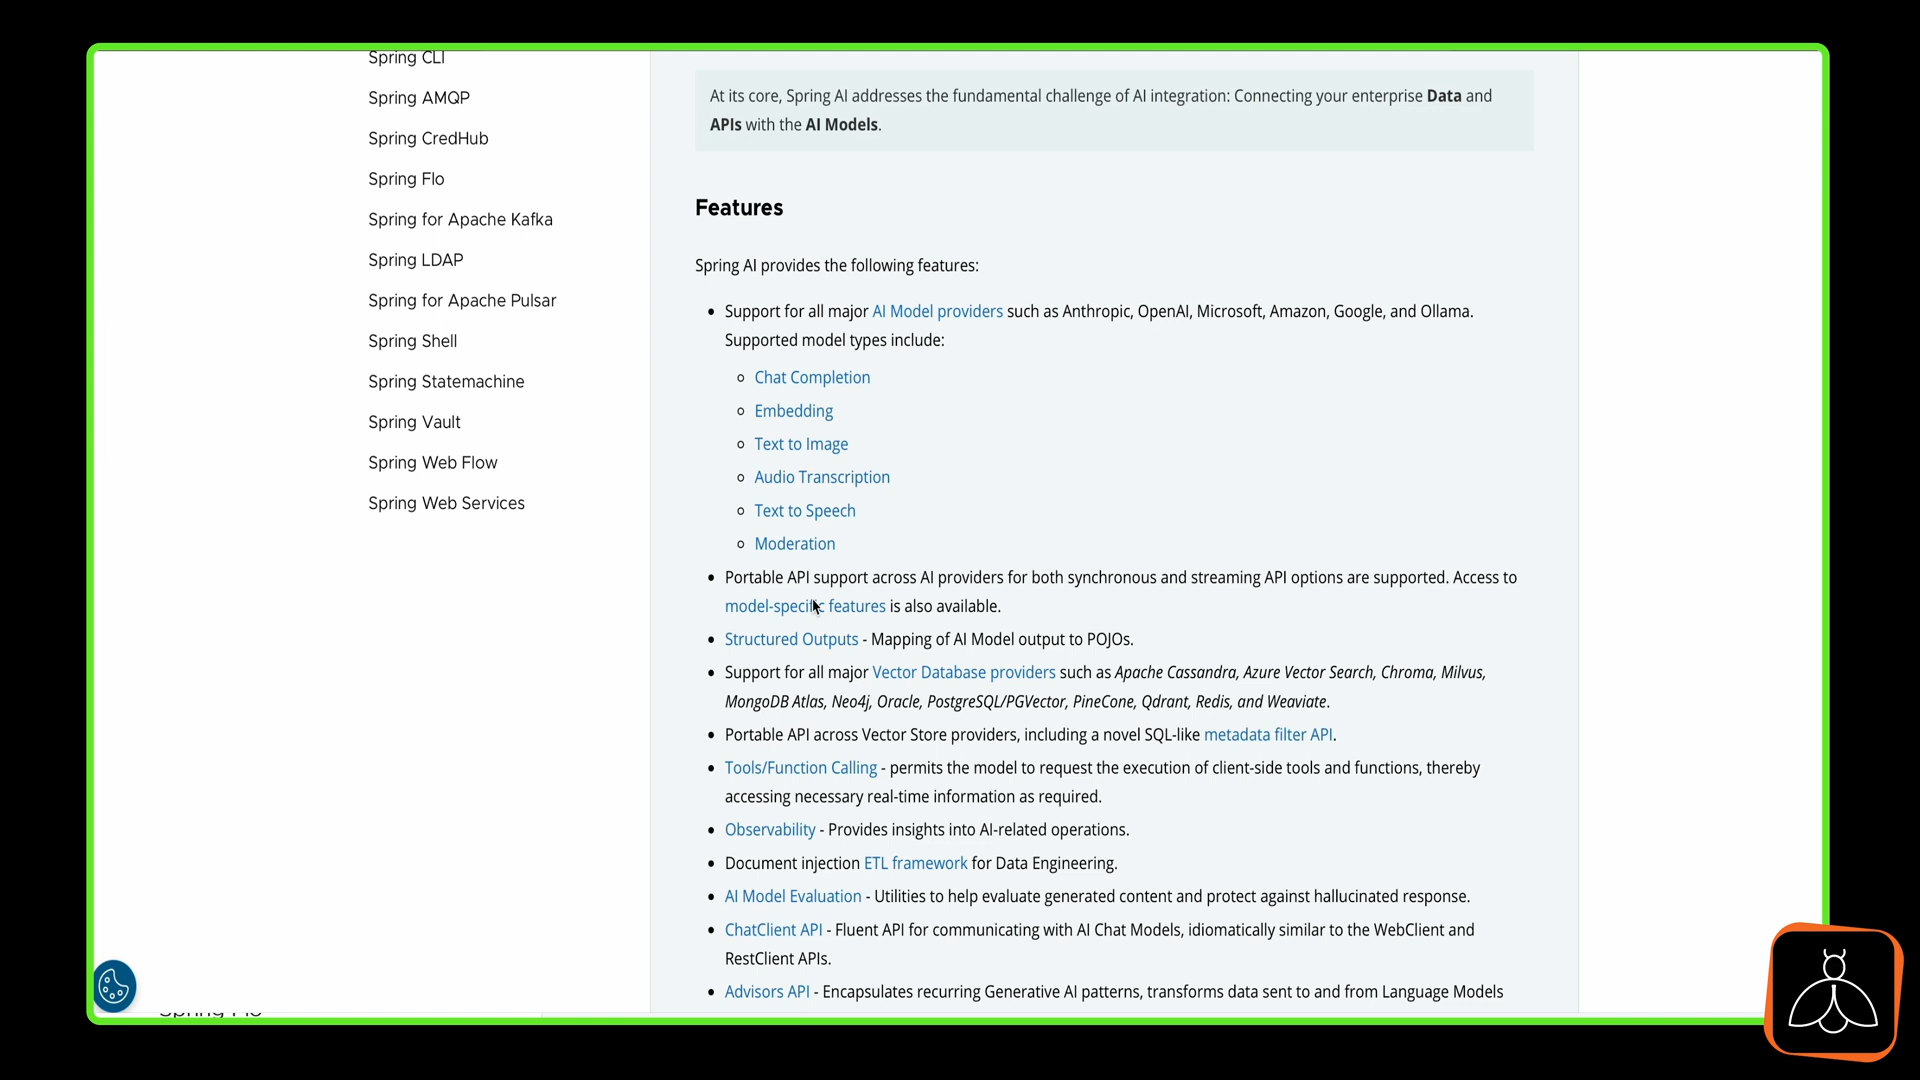 Spring CLI
Spring AMQP
Spring CredHub
Spring Flo
Spring for Apache Kafka
Spring LDAP
Spring for Apache Pulsar
Spring Shell
Spring Statemachine
Spring Vault
Spring Web Flow
Spring Web Services
At its core, Spring AI addresses the fundamental challenge of AI integration: Connecting your enterprise Data and
APIs with the AI Models.
Features
Spring AI provides the following features:
Support for all major AI Model providers such as Anthropic, OpenAI, Microsoft, Amazon, Google, and Ollama.
Supported model types include:
Chat Completion
Embedding
Text to Image
Audio Transcription
Text to Speech
Moderation
Portable API support across AI providers for both synchronous and streaming API options are supported. Access to
model-specific features is also available.
Structured Outputs - Mapping of AI Model output to POJOs.
Support for all major Vector Database providers such as Apache Cassandra, Azure Vector Search, Chroma, Milvus,
MongoDB Atlas, Neo4j, Oracle, PostgreSQL/PGVector, PineCone, Qdrant, Redis, and Weaviate.
Portable API across Vector Store providers, including a novel SQL-like metadata filter API.
Tools/Function Calling - permits the model to request the execution of client-side tools and functions, thereby
accessing necessary real-time information as required.
Observability - Provides insights into AI-related operations.
Document injection ETL framework for Data Engineering.
AI Model Evaluation - Utilities to help evaluate generated content and protect against hallucinated response.
ChatClient API - Fluent API for communicating with AI Chat Models, idiomatically similar to the WebClient and
RestClient APIs.
Advisors API - Encapsulates recurring Generative AI patterns, transforms data sent to and from Language Models